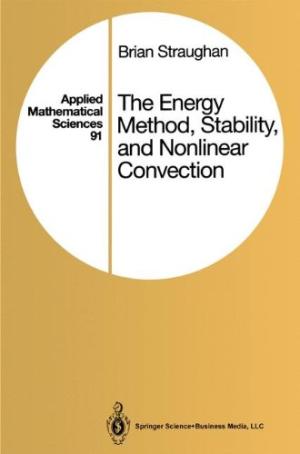 Brian Straughan
Applied
Mathematical
Sciences
91
The Energy
Method, Stability,
and Nonlinear
Convection
Springer Science+Business Media, LLC